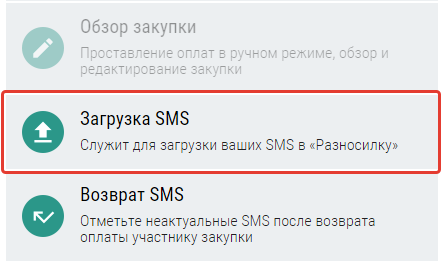 Обзор закупки
Проставление оплат в ручном режиме, обзор и
редактирование закупки
Загрузка SMS
Служит для загрузки ваших SMS в «Разносилку»
Возврат SMS
Отметьте неактуальные SMS после возврата
оплаты участнику закупки